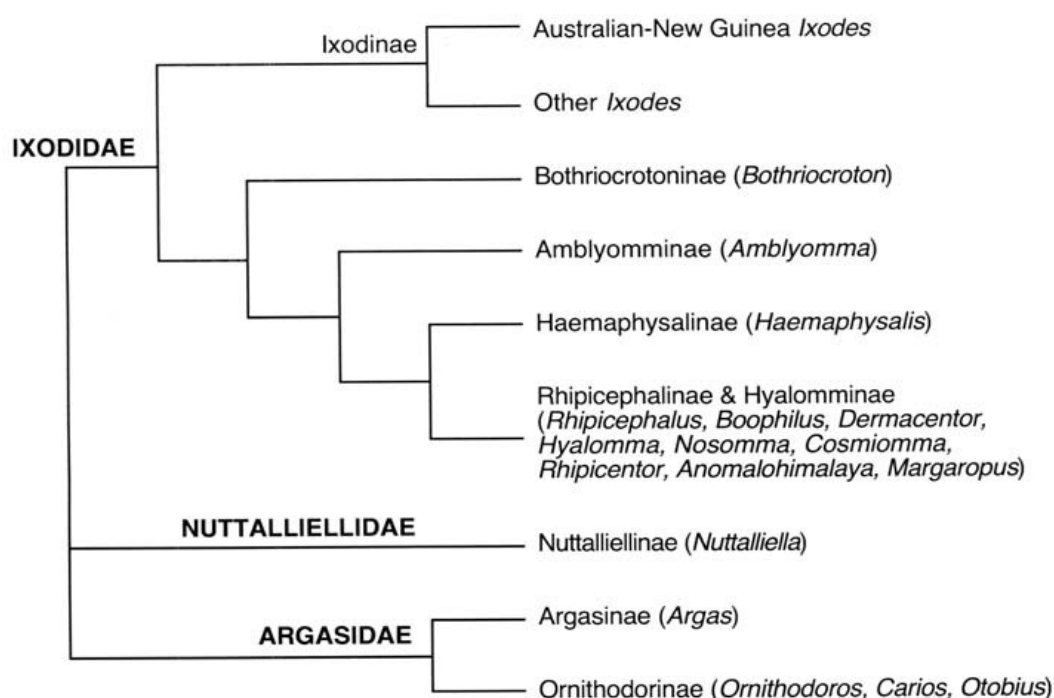 Ixodinae
Australian-New Guinea Ixodes
Other Ixodes
IXODIDAE
Bothriocrotoninae (Bothriocroton)
Amblyomminae (Amblyomma)
Haemaphysalinae (Haemaphysalis)
Rhipicephalinae & Hyalomminae
(Rhipicephalus, Boophilus, Dermacentor,
Hyalomma, Nosomma, Cosmiomma,
Rhipicentor, Anomalohimalaya, Margaropus)
NUTTALLIELLIDAE
Nuttalliellinae (Nuttalliella)
Argasinae (Argas)
ARGASIDAE
Ornithodorinae (Ornithodoros, Carios, Otobius)